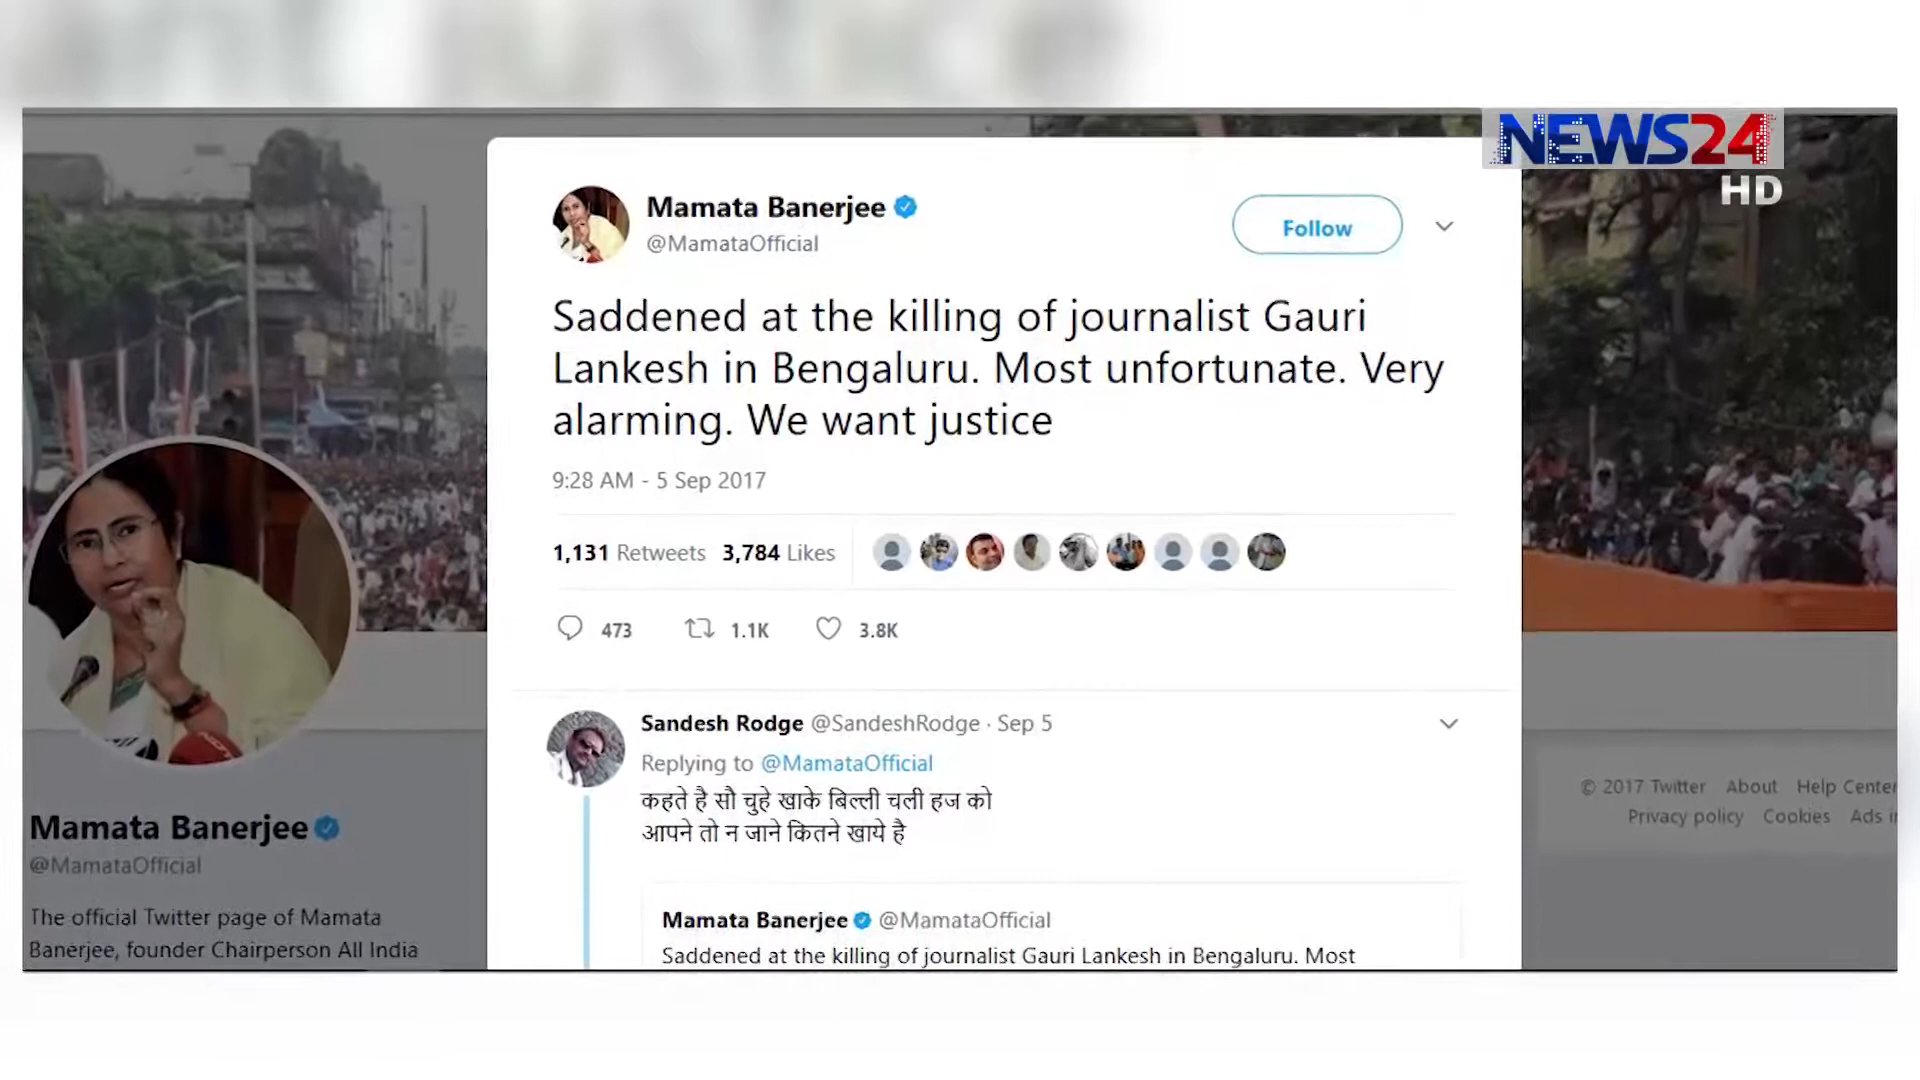 NEWS24
HD
Mamata Banerjee
@MamataOfficial
Follow
Saddened at the killing of journalist Gauri
Lankesh in Bengaluru. Most unfortunate. Very
alarming. We want justice
9:28 AM - 5 Sep 2017
1,131 Retweets 3,784 Likes
473 1.1K 3.8K
Sandesh Rodge @SandeshRodge · Sep 5
Replying to @MamataOfficial
कहते है सौ चुहे खाके बिल्ली चली हज को
आपने तो न जाने कितने खाये है
Mamata Banerjee @MamataOfficial
Saddened at the killing of journalist Gauri Lankesh in Bengaluru. Most
Mamata Banerjee
@MamataOfficial
The official Twitter page of Mamata
Banerjee, founder Chairperson All India
© 2017 Twitter About Help Center
Privacy policy Cookies Ads